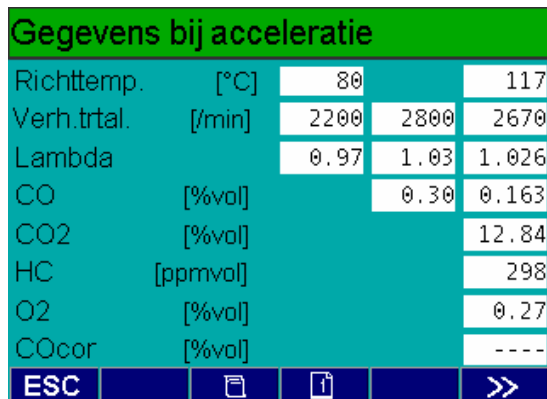 Gegevens bij acceleratie
Richttemp. [°C] 80 117
Verh.trtal. [/min] 2200 2800 2670
Lambda 0.97 1.03 1.026
CO [%vol] 0.30 0.163
CO2 [%vol] 12.84
HC [ppmvol] 298
O2 [%vol] 0.27
COcor [%vol] ----
ESC 1 >>